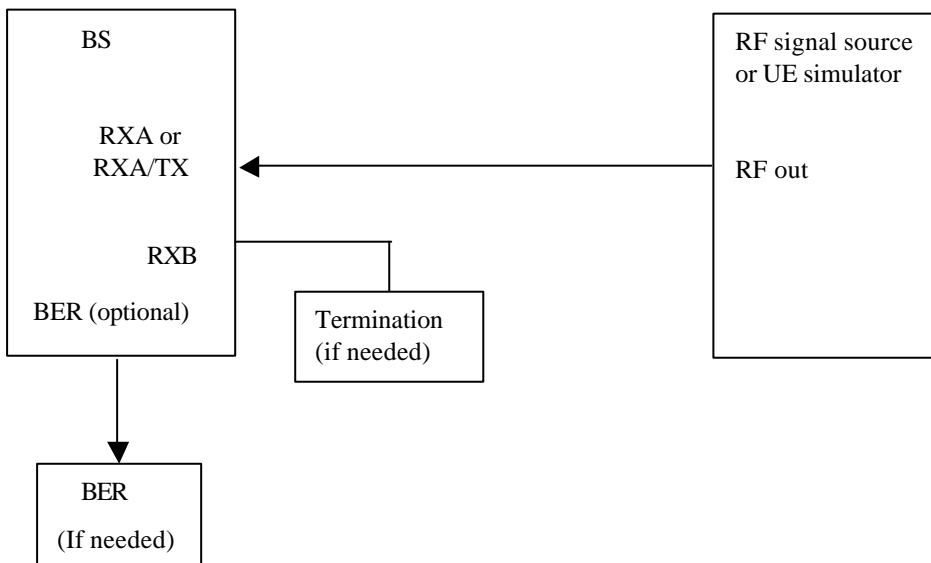 BS
RXA or
RXA/TX
RXB
BER (optional)
Termination
(if needed)
BER
(If needed)
RF signal source
or UE simulator
RF out